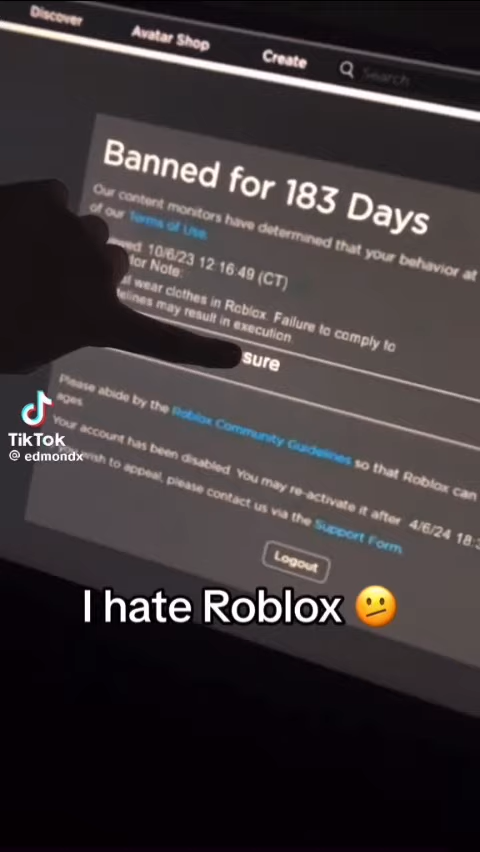 Discover
Avatar Shop
Create
Search
Banned for 183 Days
Our content monitors have determined that your behavior at
of our Terms of Use.
10/6/23 12:16:49 (CT)
Note:
wear clothes in Roblox. Failure to comply to
may result in execution
sure
Please abide by the Roblox Community Guidelines so that Roblox can
ages.
Your account has been disabled. You may re-activate it after 4/6/24 18:3
wish to appeal, please contact us via the Support Form.
Logout
TikTok
@ edmondx
I hate Roblox 🫤